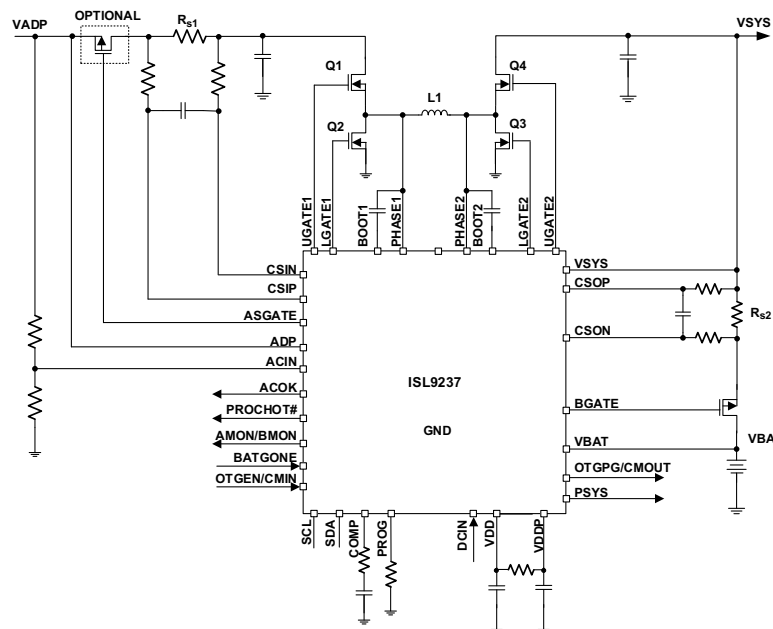 OPTIONAL
VADP
Rs1
VSYS
Q1
Q4
L1
Q2
Q3
UGATE1
LGATE1
BOOT1
PHASE1
PHASE2
BOOT2
LGATE2
UGATE2
CSIN
CSIP
ASGATE
ADP
ACIN
ACOK
PROCHOT#
AMON/BMON
BATGONE
OTGEN/CMIN
ISL9237
GND
VSYS
CSOP
Rs2
CSON
BGATE
VBAT
VBA
OTGPG/CMOUT
PSYS
SCL
SDA
COMP
PROG
DCIN
VDD
VDDP